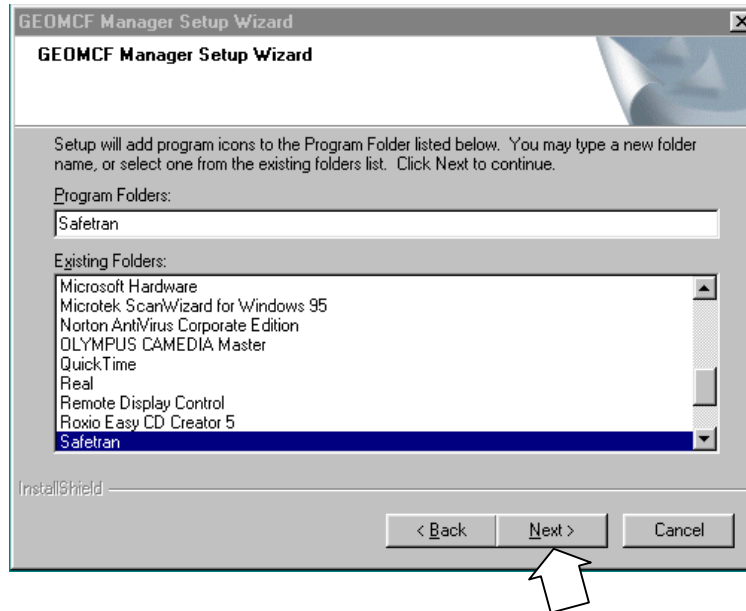 GEOMCF Manager Setup Wizard
GEOMCF Manager Setup Wizard
Setup will add program icons to the Program Folder listed below. You may type a new folder
name, or select one from the existing folders list. Click Next to continue.
Program Folders:
Safetran
Existing Folders:
Microsoft Hardware
Microtek ScanWizard for Windows 95
Norton AntiVirus Corporate Edition
OLYMPUS CAMEDIA Master
QuickTime
Real
Remote Display Control
Roxio Easy CD Creator 5
Safetran
InstallShield
< Back Next > Cancel